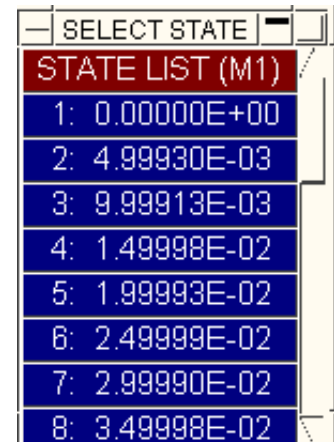 SELECT STATE
STATE LIST (M1)
1: 0.00000E+00
2: 4.99930E-03
3: 9.99913E-03
4: 1.49998E-02
5: 1.99993E-02
6: 2.49999E-02
7: 2.99990E-02
8: 3.49998E-02